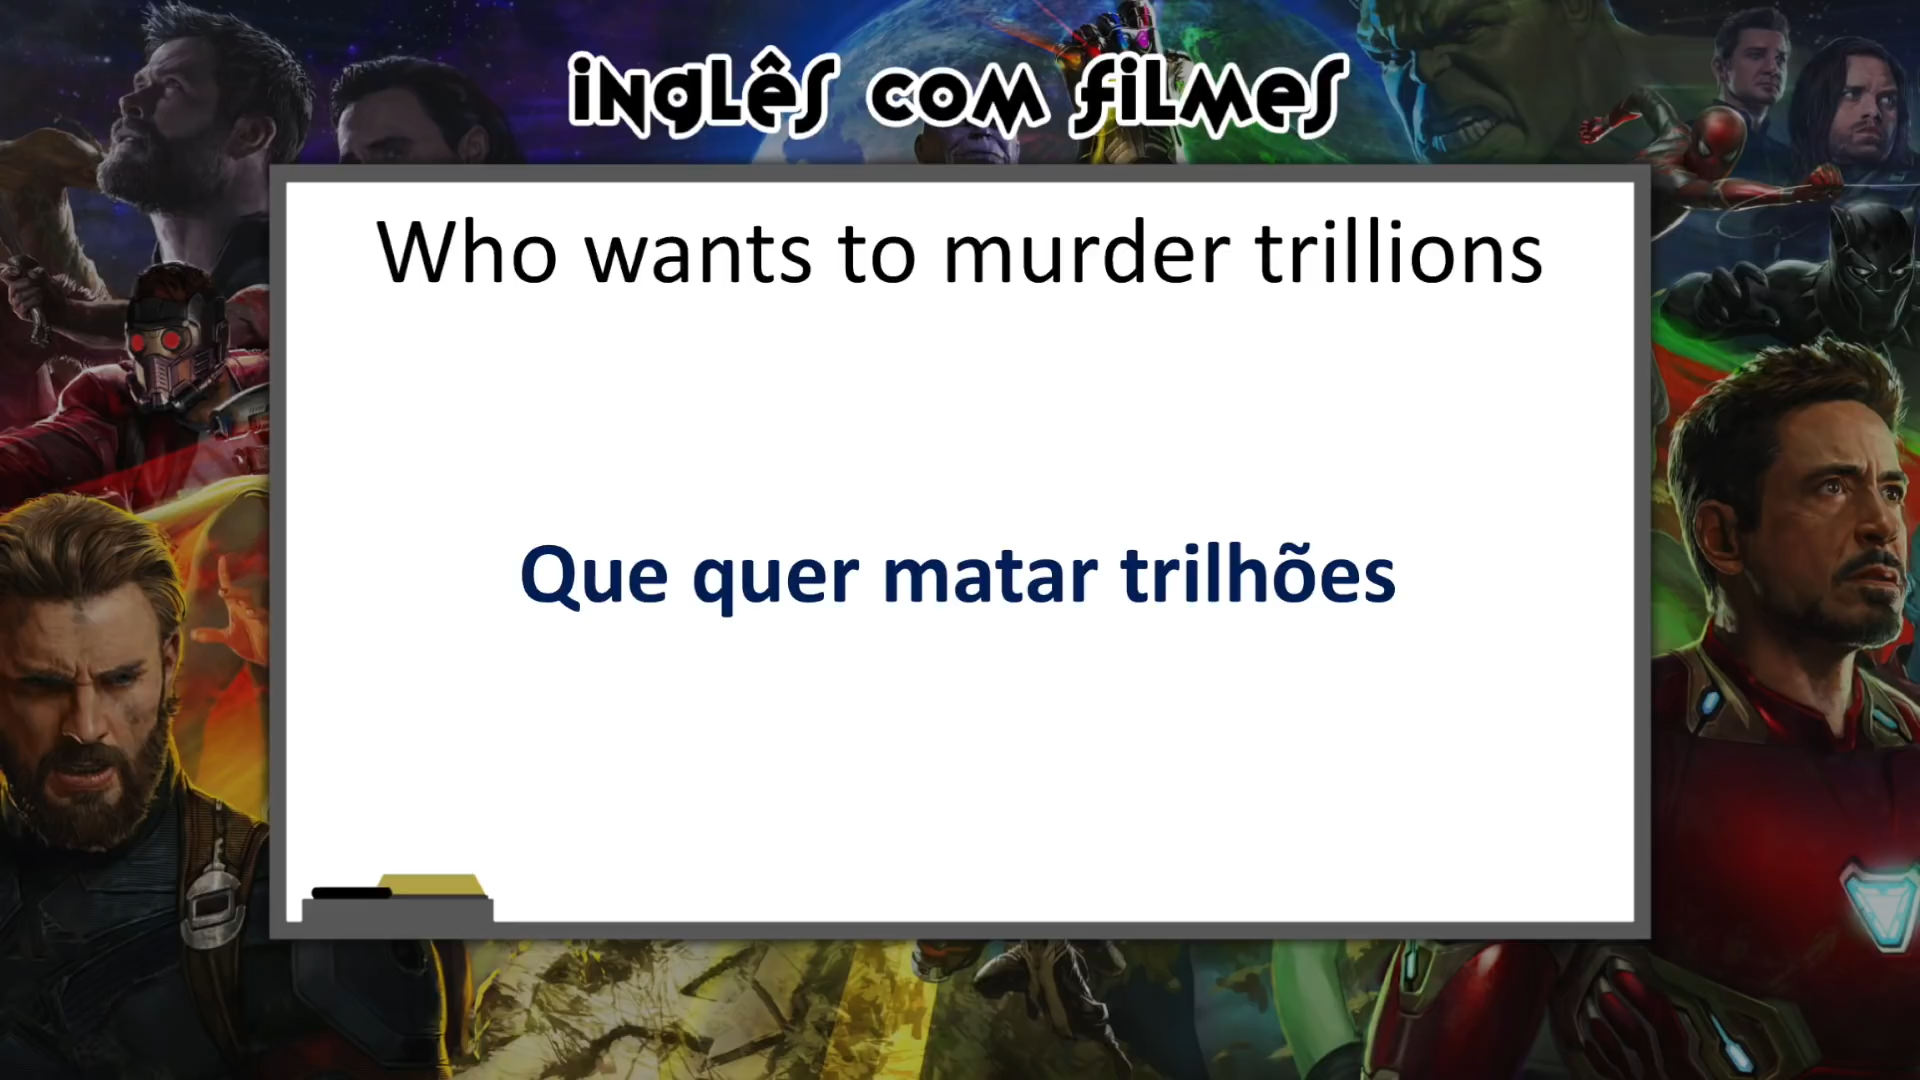 INGLÊS COM FILMES
Who wants to murder trillions
Que quer matar trilhões